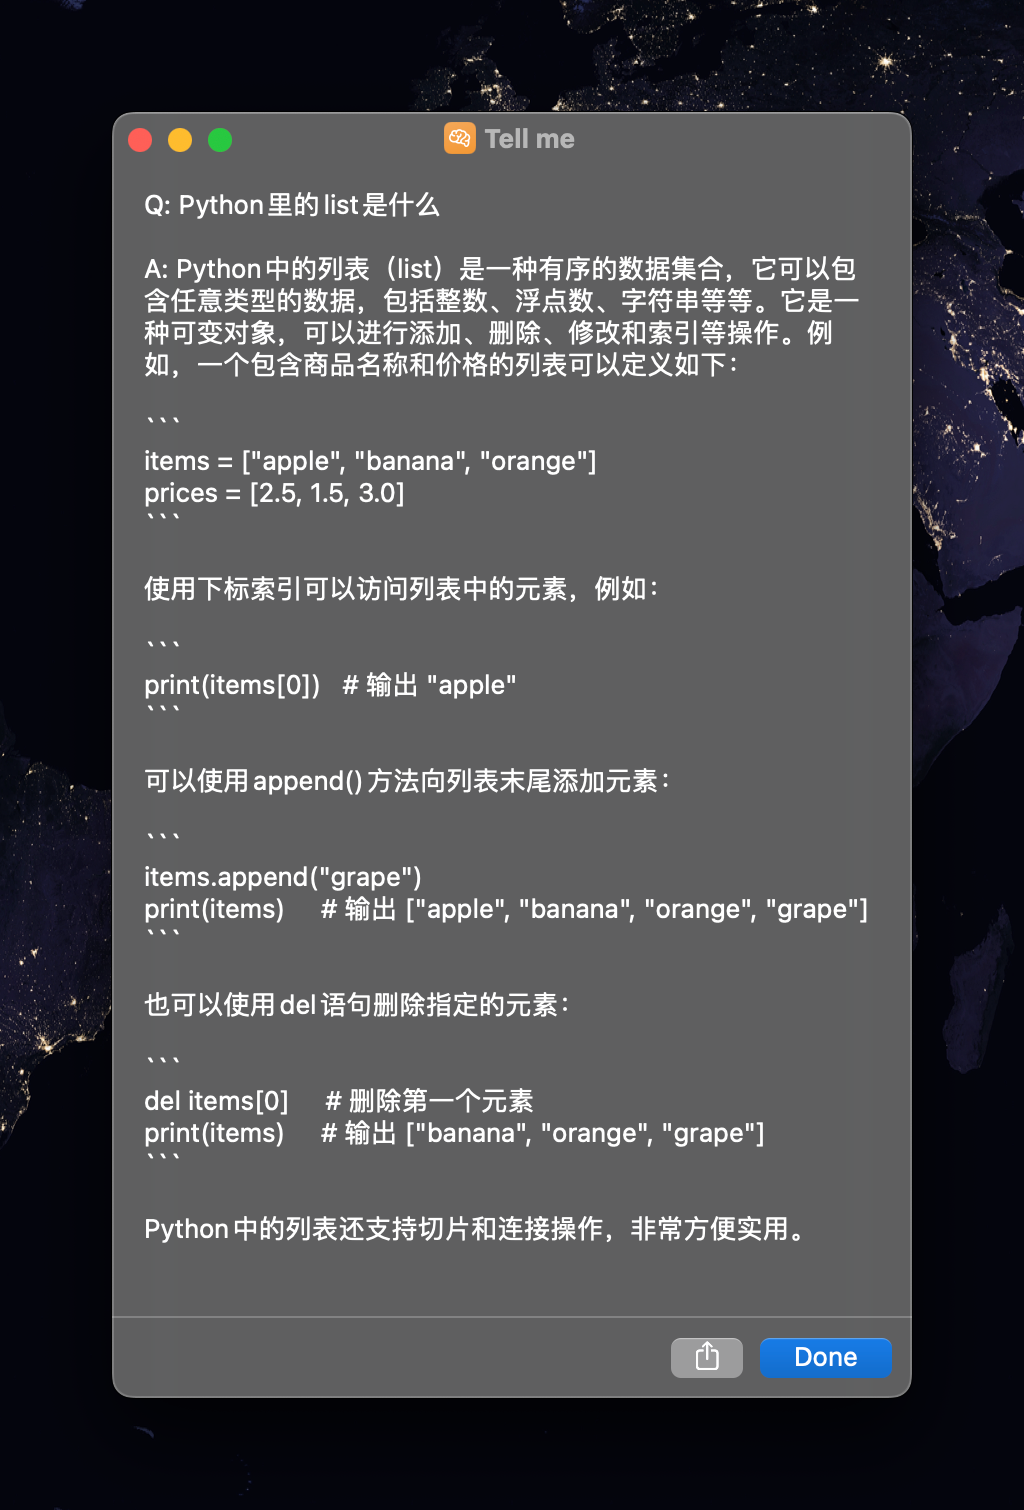 Tell me
Q: Python里的list是什么
A: Python中的列表（list）是一种有序的数据集合，它可以包
含任意类型的数据，包括整数、浮点数、字符串等等。它是一
种可变对象，可以进行添加、删除、修改和索引等操作。例
如，一个包含商品名称和价格的列表可以定义如下：
```
items = ["apple", "banana", "orange"]
prices = [2.5, 1.5, 3.0]
```
使用下标索引可以访问列表中的元素，例如：
```
print(items[0])   # 输出 "apple"
```
可以使用append()方法向列表末尾添加元素：
```
items.append("grape")
print(items)     # 输出 ["apple", "banana", "orange", "grape"]
```
也可以使用del语句删除指定的元素：
```
del items[0]     # 删除第一个元素
print(items)     # 输出 ["banana", "orange", "grape"]
```
Python中的列表还支持切片和连接操作，非常方便实用。
Done